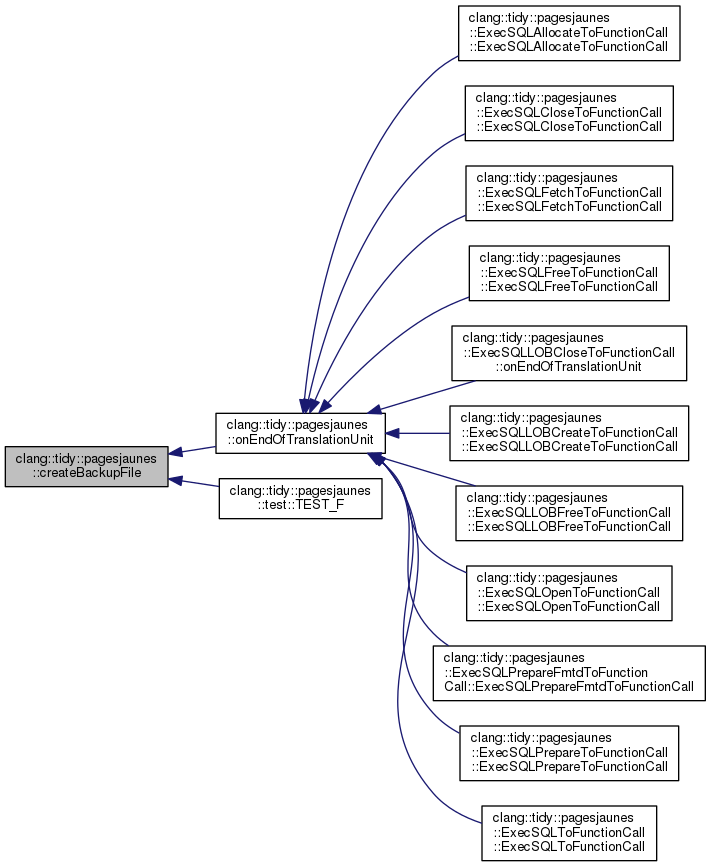 clang::tidy::pagesjaunes
::ExecSQLAllocateToFunctionCall
::ExecSQLAllocateToFunctionCall
clang::tidy::pagesjaunes
::ExecSQLCloseToFunctionCall
::ExecSQLCloseToFunctionCall
clang::tidy::pagesjaunes
::ExecSQLFetchToFunctionCall
::ExecSQLFetchToFunctionCall
clang::tidy::pagesjaunes
::ExecSQLFreeToFunctionCall
::ExecSQLFreeToFunctionCall
clang::tidy::pagesjaunes
::ExecSQLLOBCloseToFunctionCall
::onEndOfTranslationUnit
clang::tidy::pagesjaunes
::onEndOfTranslationUnit
clang::tidy::pagesjaunes
::ExecSQLLOBCreateToFunctionCall
::ExecSQLLOBCreateToFunctionCall
clang::tidy::pagesjaunes
::createBackupFile
clang::tidy::pagesjaunes
::test::TEST_F
clang::tidy::pagesjaunes
::ExecSQLLOBFreeToFunctionCall
::ExecSQLLOBFreeToFunctionCall
clang::tidy::pagesjaunes
::ExecSQLOpenToFunctionCall
::ExecSQLOpenToFunctionCall
clang::tidy::pagesjaunes
::ExecSQLPrepareFmtdToFunction
Call::ExecSQLPrepareFmtdToFunctionCall
clang::tidy::pagesjaunes
::ExecSQLPrepareToFunctionCall
::ExecSQLPrepareToFunctionCall
clang::tidy::pagesjaunes
::ExecSQLToFunctionCall
::ExecSQLToFunctionCall